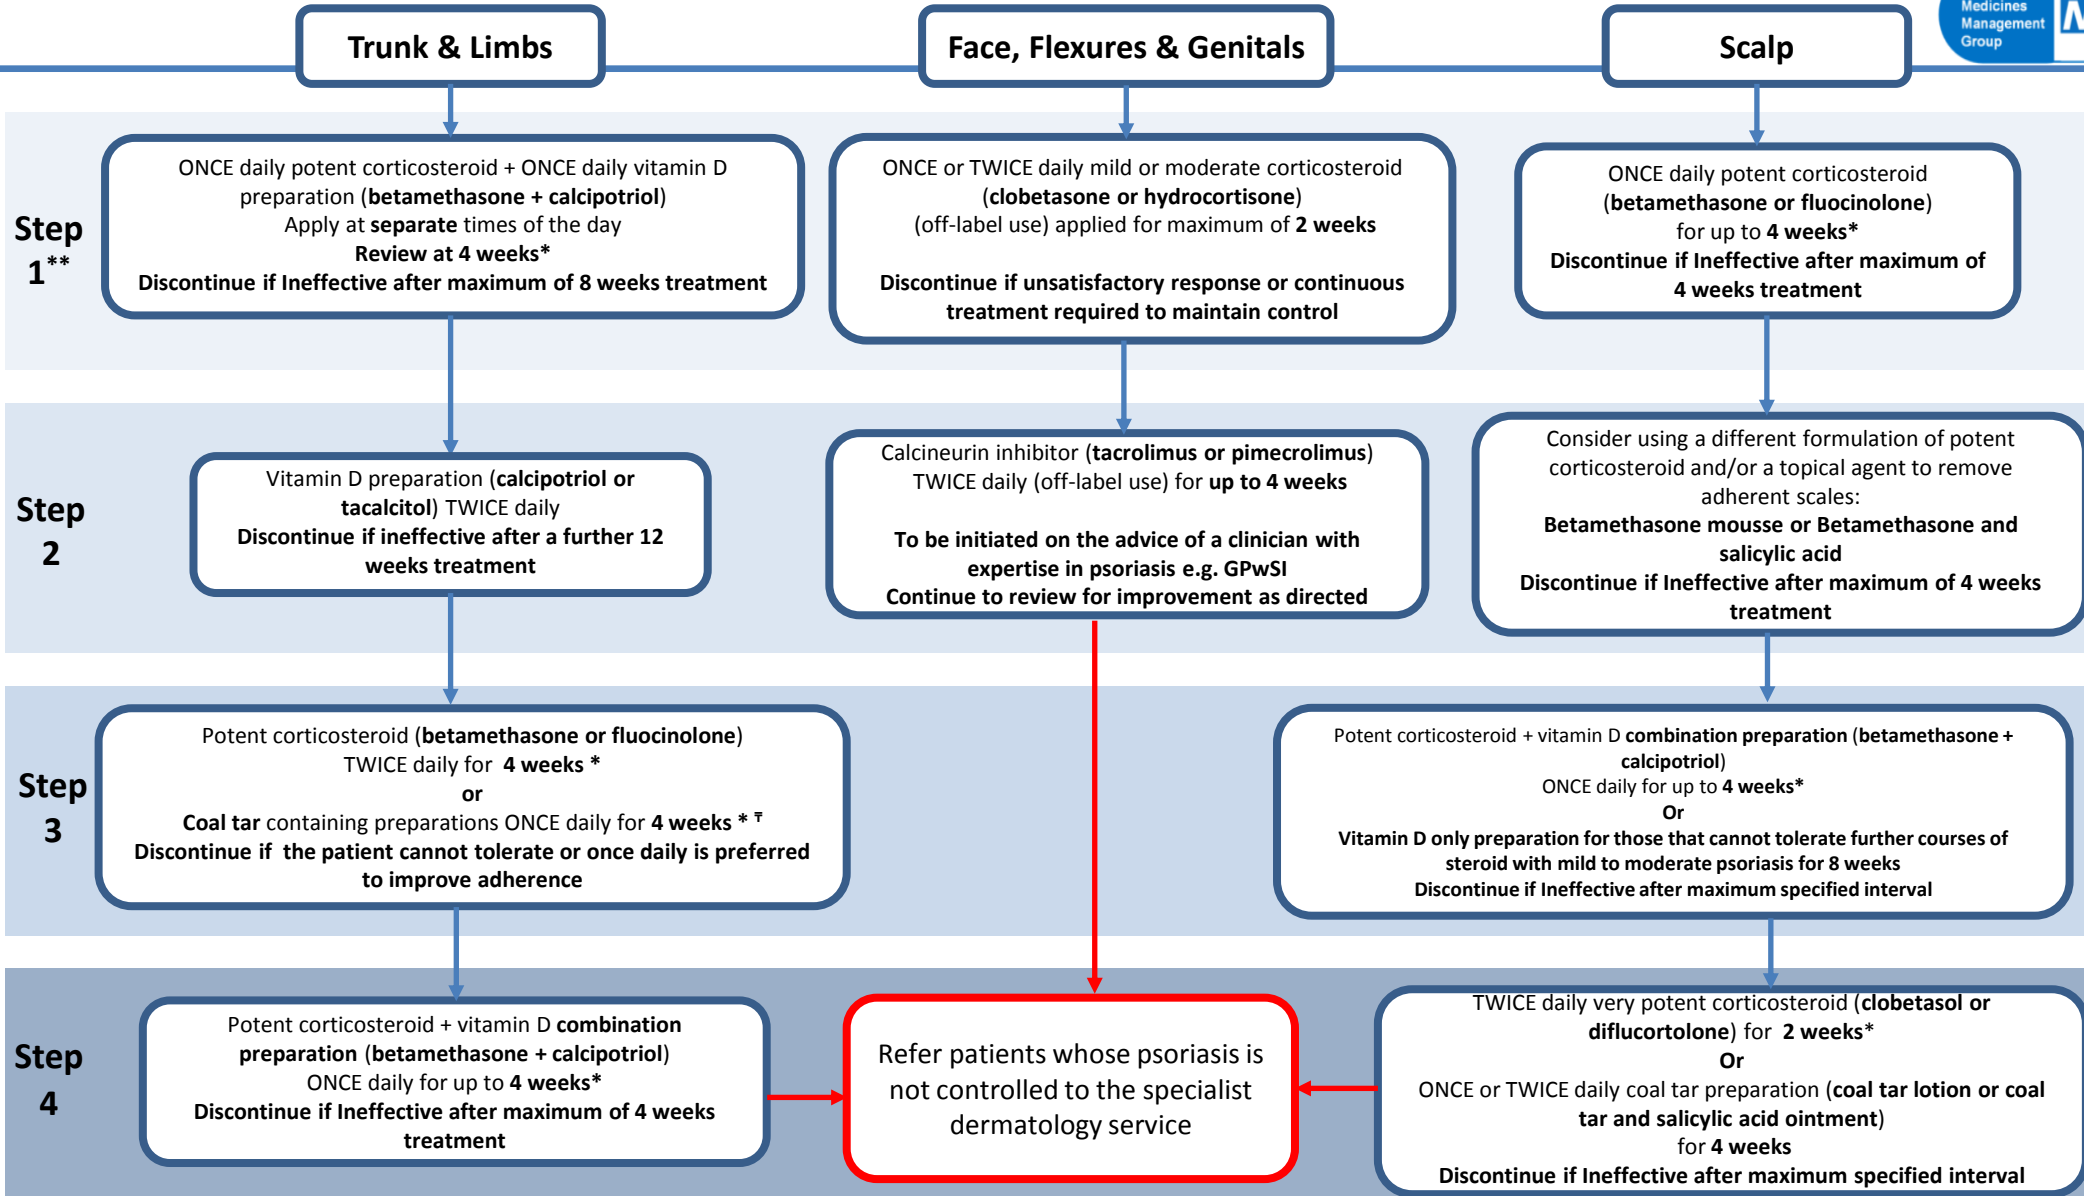 Medicines
Management
Group
Trunk & Limbs
Face, Flexures & Genitals
Scalp
Step
1**
ONCE daily potent corticosteroid + ONCE daily vitamin D
preparation (betamethasone + calcipotriol)
Apply at separate times of the day
Review at 4 weeks*
Discontinue if Ineffective after maximum of 8 weeks treatment
ONCE or TWICE daily mild or moderate corticosteroid
(clobetasone or hydrocortisone)
(off-label use) applied for maximum of 2 weeks
Discontinue if unsatisfactory response or continuous
treatment required to maintain control
ONCE daily potent corticosteroid
(betamethasone or fluocinolone)
for up to 4 weeks*
Discontinue if Ineffective after maximum of
4 weeks treatment
Step
2
Vitamin D preparation (calcipotriol or
tacalcitol) TWICE daily
Discontinue if ineffective after a further 12
weeks treatment
Calcineurin inhibitor (tacrolimus or pimecrolimus)
TWICE daily (off-label use) for up to 4 weeks
To be initiated on the advice of a clinician with
expertise in psoriasis e.g. GPwSI
Continue to review for improvement as directed
Consider using a different formulation of potent
corticosteroid and/or a topical agent to remove
adherent scales:
Betamethasone mousse or Betamethasone and
salicylic acid
Discontinue if Ineffective after maximum of 4 weeks
treatment
Step
3
Potent corticosteroid (betamethasone or fluocinolone)
TWICE daily for 4 weeks *
or
Coal tar containing preparations ONCE daily for 4 weeks * ₸
Discontinue if the patient cannot tolerate or once daily is preferred
to improve adherence
Potent corticosteroid + vitamin D combination preparation (betamethasone +
calcipotriol)
ONCE daily for up to 4 weeks*
Or
Vitamin D only preparation for those that cannot tolerate further courses of
steroid with mild to moderate psoriasis for 8 weeks
Discontinue if Ineffective after maximum specified interval
Step
4
Potent corticosteroid + vitamin D combination
preparation (betamethasone + calcipotriol)
ONCE daily for up to 4 weeks*
Discontinue if Ineffective after maximum of 4 weeks
treatment
Refer patients whose psoriasis is
not controlled to the specialist
dermatology service
TWICE daily very potent corticosteroid (clobetasol or
diflucortolone) for 2 weeks*
Or
ONCE or TWICE daily coal tar preparation (coal tar lotion or coal
tar and salicylic acid ointment)
for 4 weeks
Discontinue if Ineffective after maximum specified interval